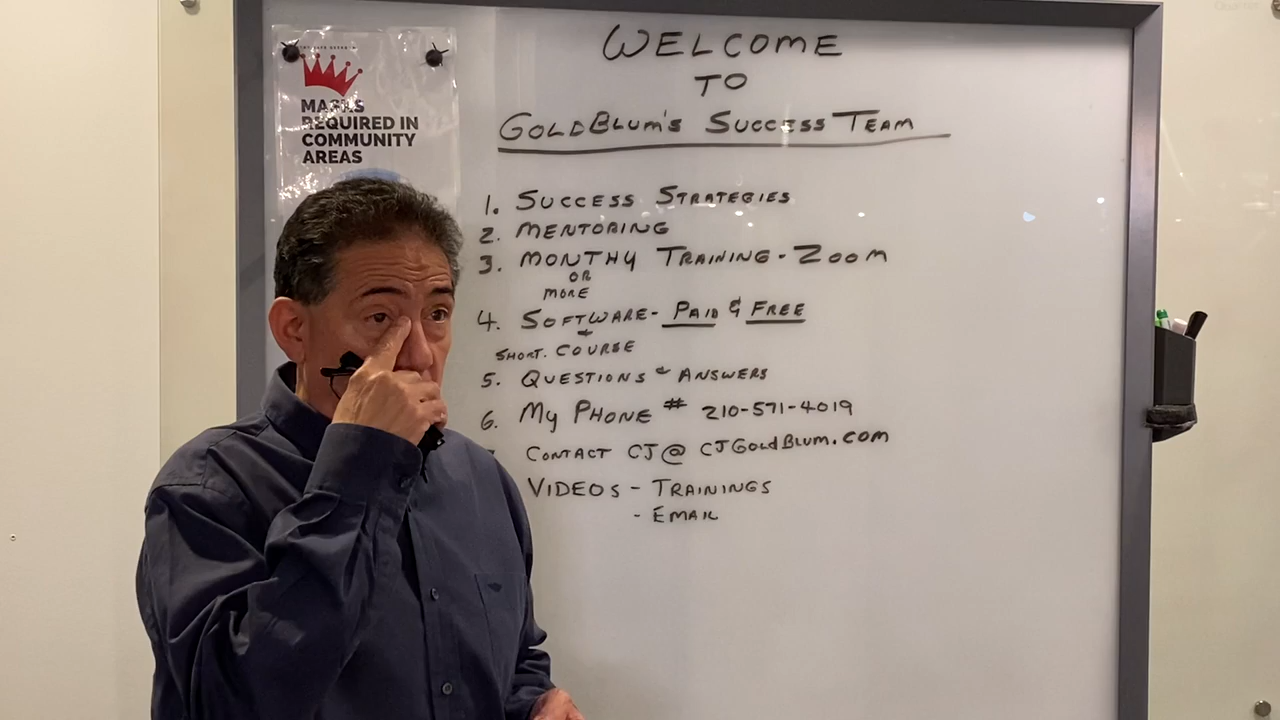 MASKS
REQUIRED IN
COMMUNITY
AREAS
WELCOME
TO
GOLDBLUM'S SUCCESS TEAM
1. SUCCESS STRATEGIES
2. MENTORING
3. MONTHY TRAINING - ZOOM
OR
MORE
4. SOFTWARE - PAID & FREE
&
SHORT. COURSE
5. QUESTIONS & ANSWERS
6. My PHONE # 210-571-4019
CONTACT CJ@CJGOLDBLUM.COM
VIDEOS - TRAININGS
- EMAIL